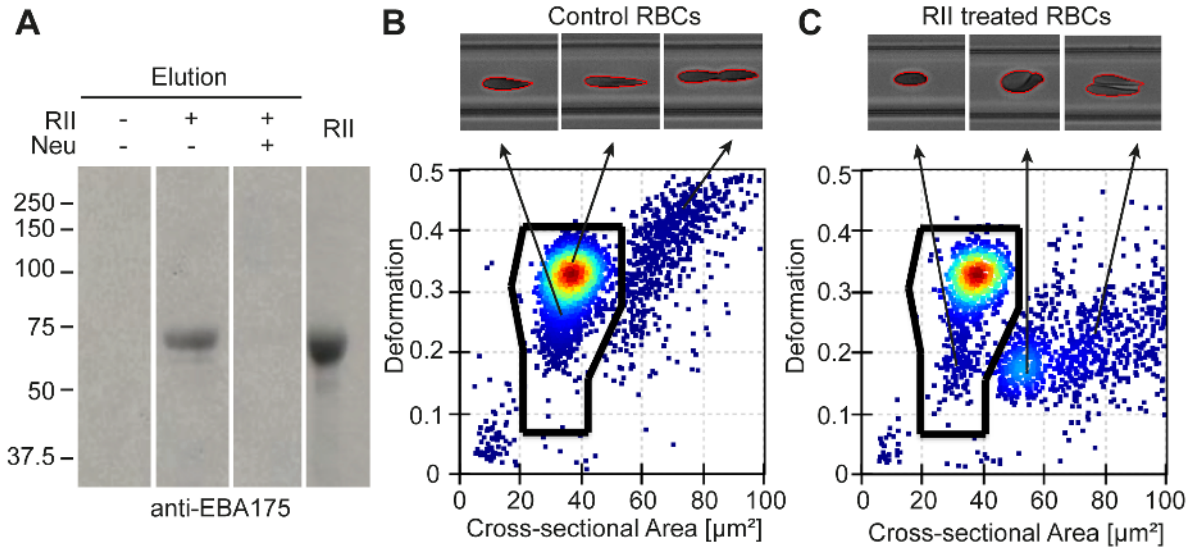 A
Elution
RII - + + RII
Neu - - +
250
150
100
75
50
37.5
anti-EBA175
B
Control RBCs
Deformation
0.5
0.4
0.3
0.2
0.1
0
0 20 40 60 80 100
Cross-sectional Area [µm²]
C
RII treated RBCs
Deformation
0.5
0.4
0.3
0.2
0.1
0
0 20 40 60 80 100
Cross-sectional Area [µm²]